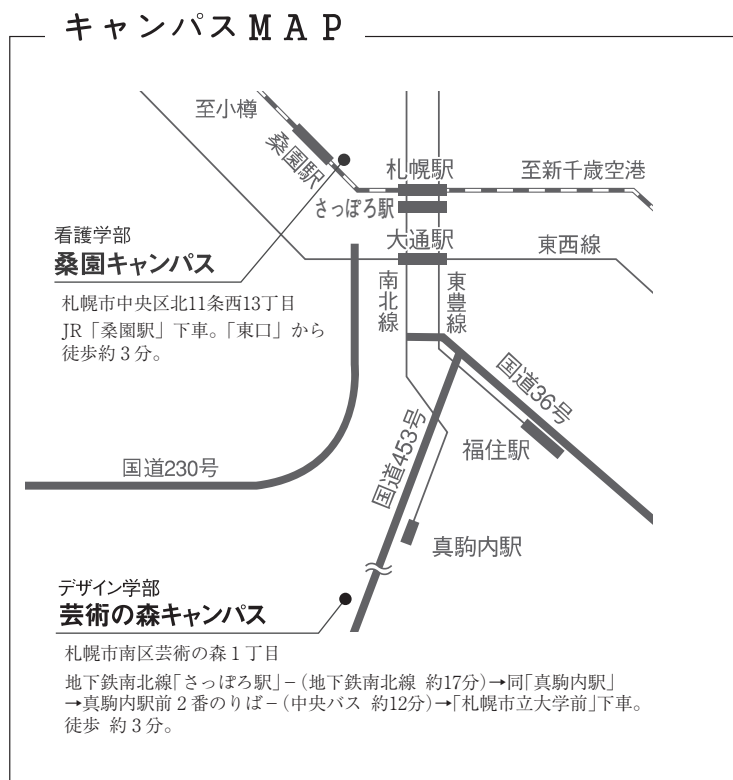 キャンパスMAP
至小樽
桑園駅
札幌駅
至新千歳空港
さっぽろ駅
看護学部
桑園キャンパス
大通駅
東西線
南北線
東豊線
札幌市中央区北11条西13丁目
JR「桑園駅」下車。「東口」から
徒歩約３分。
国道36号
国道453号
福住駅
国道230号
真駒内駅
デザイン学部
芸術の森キャンパス
札幌市南区芸術の森１丁目
地下鉄南北線「さっぽろ駅」−(地下鉄南北線 約17分)→同「真駒内駅」
→真駒内駅前２番のりば−(中央バス 約12分)→「札幌市立大学前」下車。
徒歩 約３分。